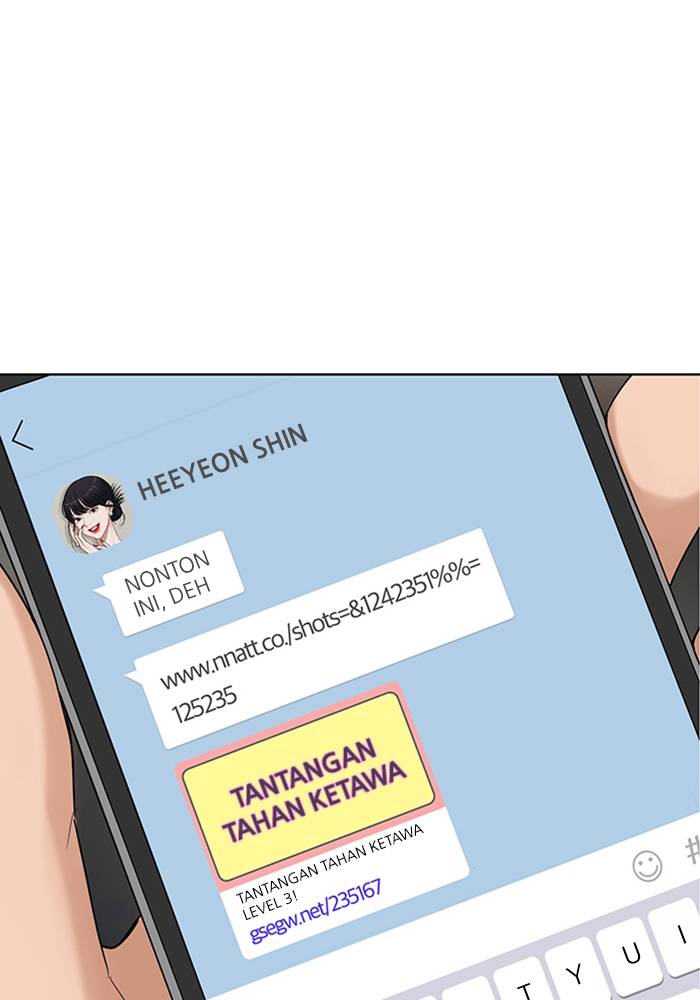 HEEYEON SHIN
NONTON
INI, DEH
www.nnatt.co./shots=&1242351%%=
125235
TANTANGAN
TAHAN KETAWA
TANTANGAN TAHAN KETAWA
LEVEL 3!
gsegw.net/235167
#
T Y U I